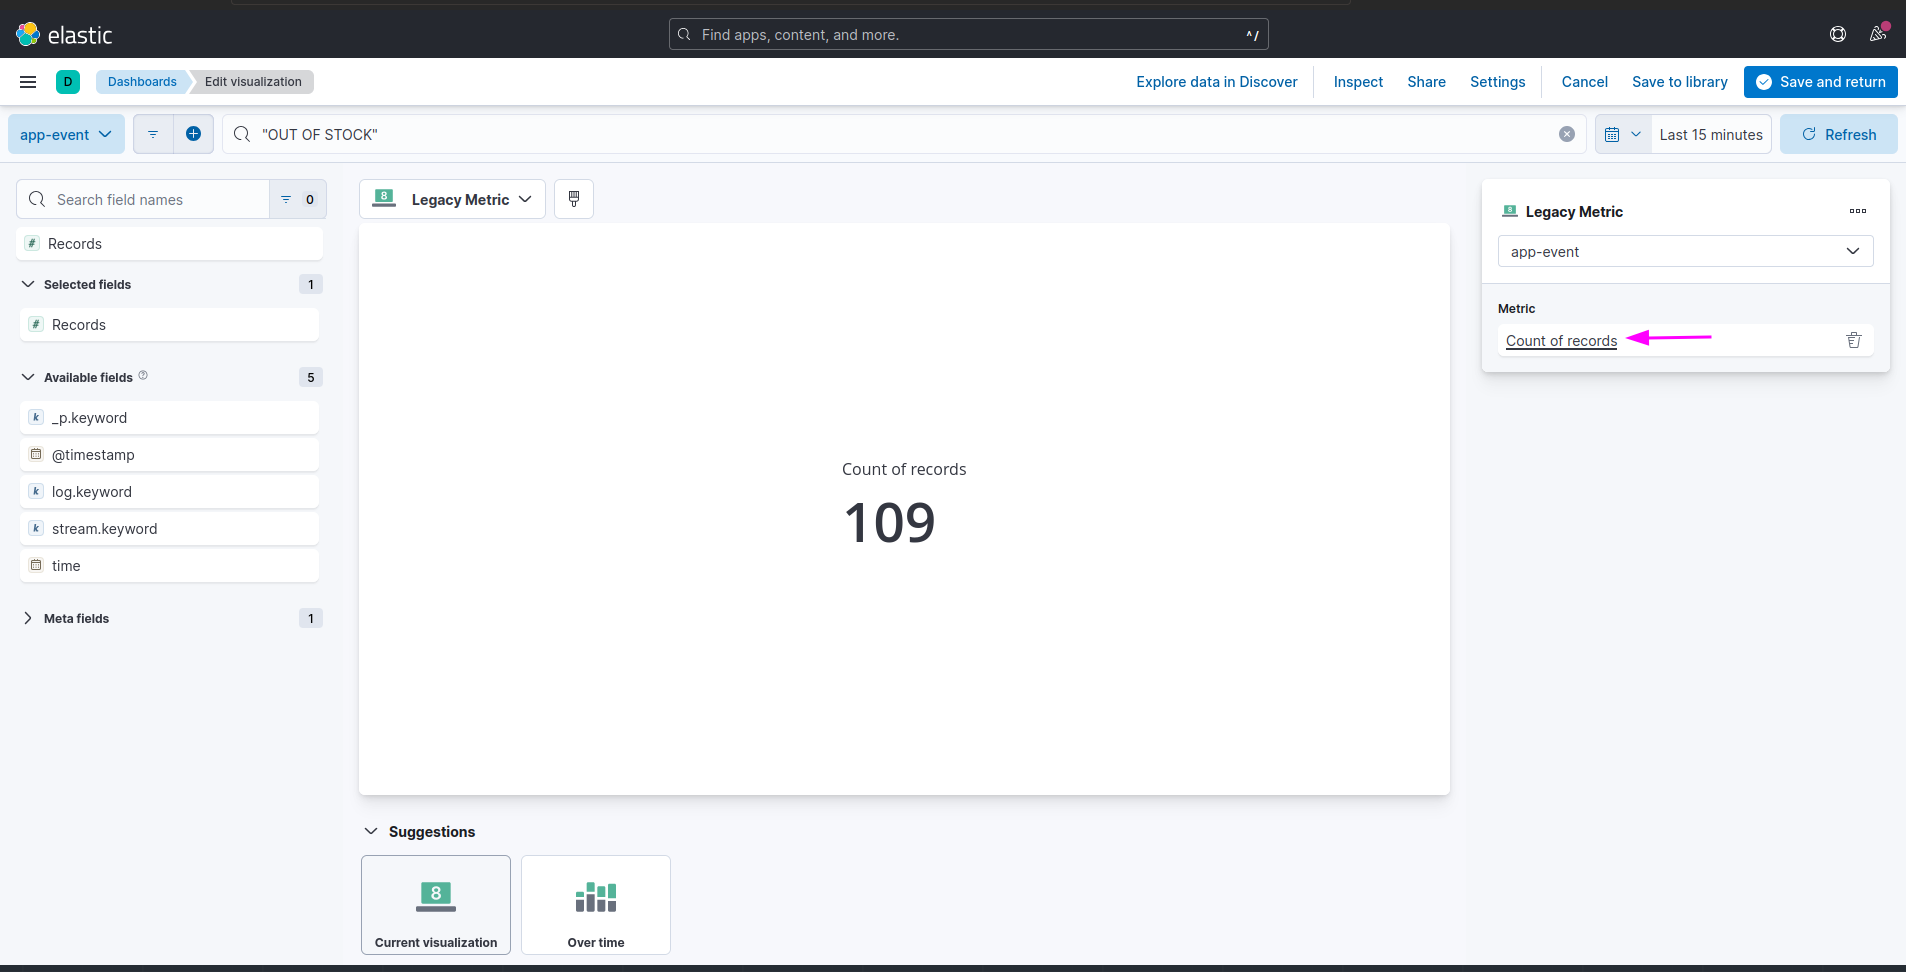 elastic
Find apps, content, and more.
^/
D
Dashboards
Edit visualization
Explore data in Discover
Inspect
Share
Settings
Cancel
Save to library
Save and return
app-event
"OUT OF STOCK"
Last 15 minutes
Refresh
Search field names
0
# Records
Selected fields
1
# Records
Available fields
5
k _p.keyword
@timestamp
k log.keyword
k stream.keyword
time
Meta fields
1
8 Legacy Metric
Count of records
109
Suggestions
8
Current visualization
Over time
8 Legacy Metric
app-event
Metric
Count of records